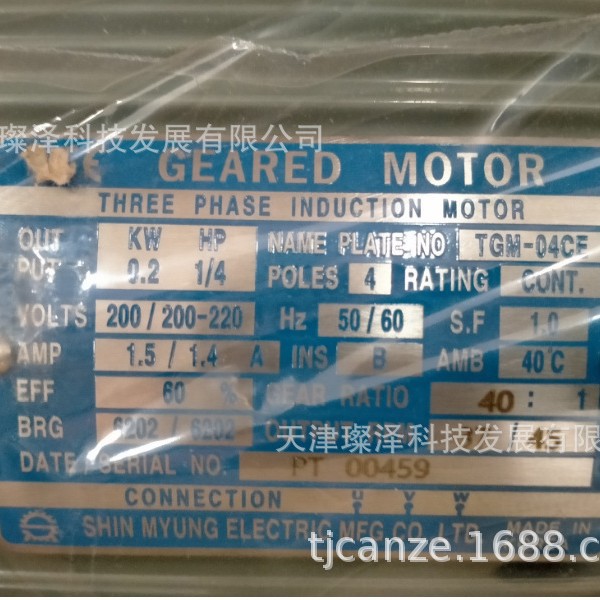 璨泽科技发展有限公司
GEARED MOTOR
THREE PHASE INDUCTION MOTOR
OUT PUT KW HP NAME PLATE NO TGM-04CF
0.2 1/4 POLES 4 RATING CONT.
VOLTS 200/200-220 Hz 50/60 S.F 1.0
AMP 1.5 / 1.4 A INS B AMB 40°C
EFF 60 % GEAR RATIO 40 : 1
BRG 6202 / 6202
天津璨泽科技发展有限
DATE/SERIAL NO. PT 00459
CONNECTION U V W
SHIN MYUNG ELECTRIC MFG CO. LTD. MADE IN
tjcanze.1688.co